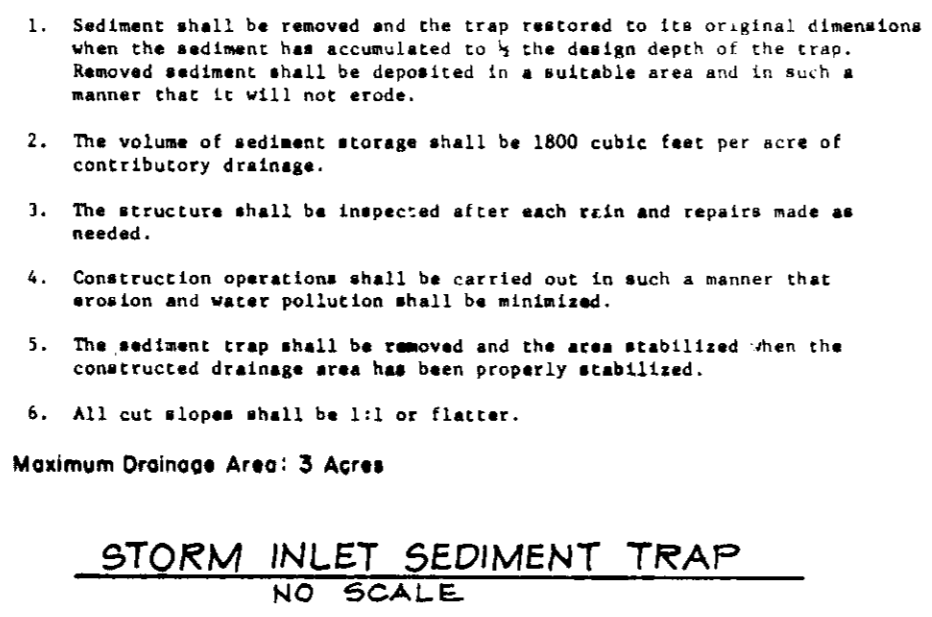 1. Sediment shall be removed and the trap restored to its original dimensions
when the sediment has accumulated to ½ the design depth of the trap.
Removed sediment shall be deposited in a suitable area and in such a
manner that it will not erode.
2. The volume of sediment storage shall be 1800 cubic feet per acre of
contributory drainage.
3. The structure shall be inspected after each rain and repairs made as
needed.
4. Construction operations shall be carried out in such a manner that
erosion and water pollution shall be minimized.
5. The sediment trap shall be removed and the area stabilized when the
constructed drainage area has been properly stabilized.
6. All cut slopes shall be 1:1 or flatter.
Maximum Drainage Area: 3 Acres
STORM INLET SEDIMENT TRAP
NO SCALE